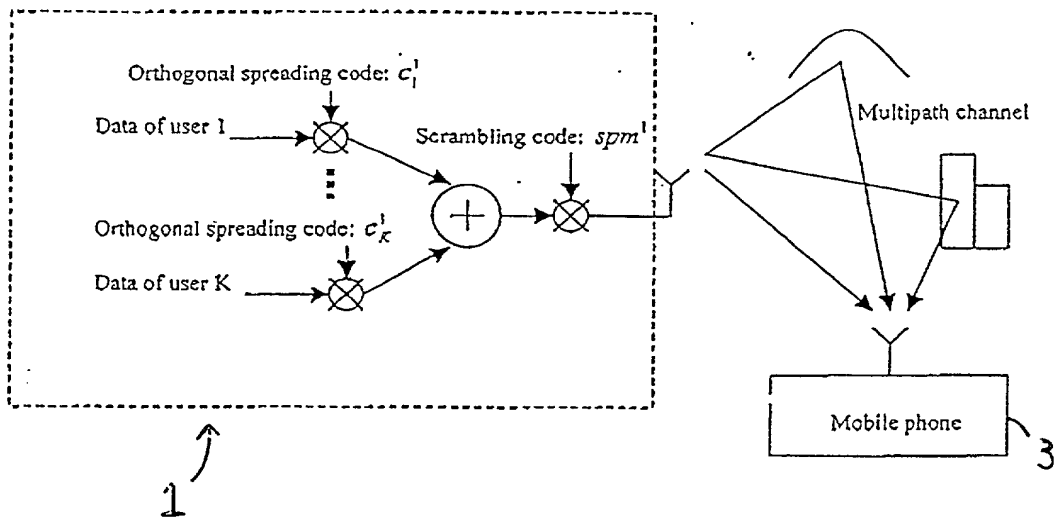 Orthogonal spreading code: c₁¹
Data of user 1
Scrambling code: spm¹
Multipath channel
Orthogonal spreading code: c_K¹
Data of user K
Mobile phone
3
1